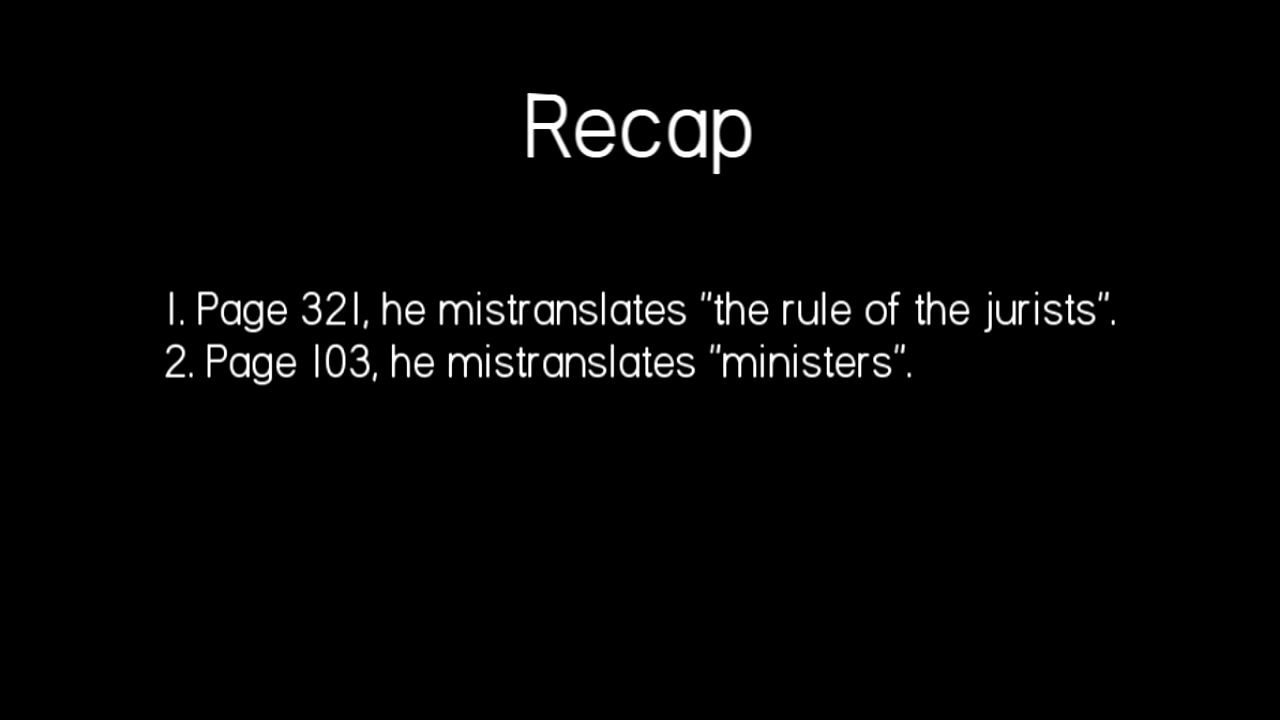 Recap
1. Page 321, he mistranslates "the rule of the jurists".
2. Page 103, he mistranslates "ministers".